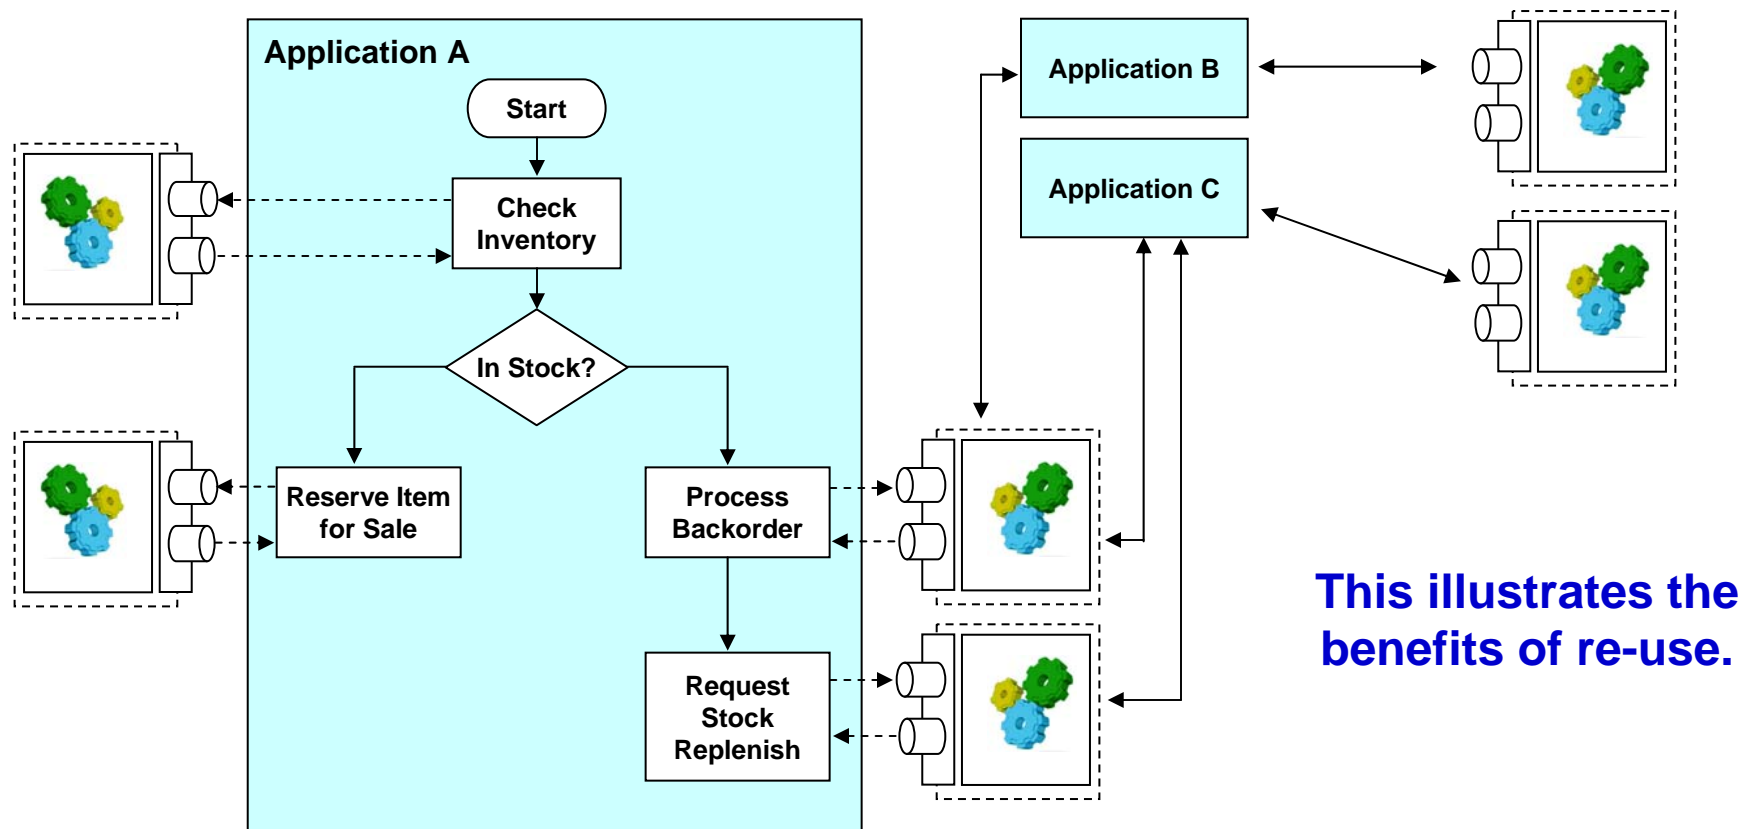 Application A
Start
Check
Inventory
In Stock?
Reserve Item
for Sale
Process
Backorder
Request
Stock
Replenish
Application B
Application C
This illustrates the
benefits of re-use.